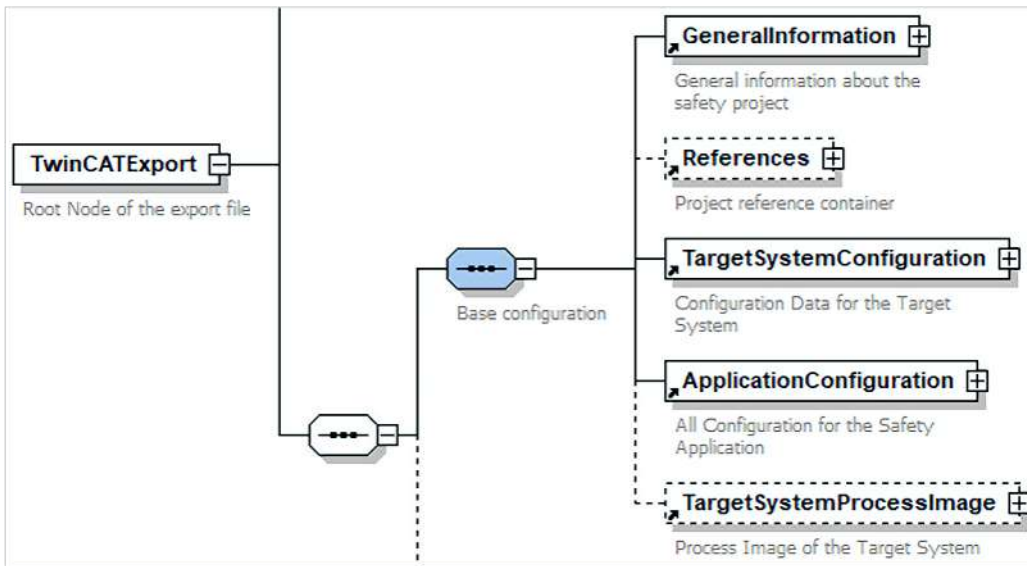 GeneralInformation
General information about the
safety project
TwinCATExport
Root Node of the export file
References
Project reference container
TargetSystemConfiguration
Configuration Data for the Target
System
Base configuration
ApplicationConfiguration
All Configuration for the Safety
Application
TargetSystemProcessImage
Process Image of the Target System